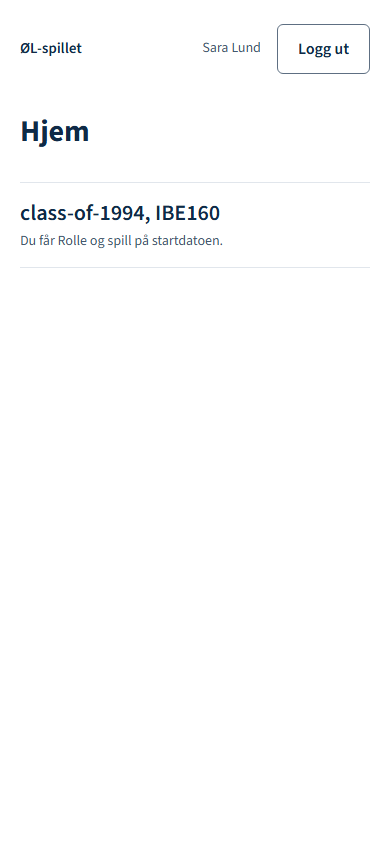 ØL-spillet
Sara Lund
Logg ut
Hjem
class-of-1994, IBE160
Du får Rolle og spill på startdatoen.